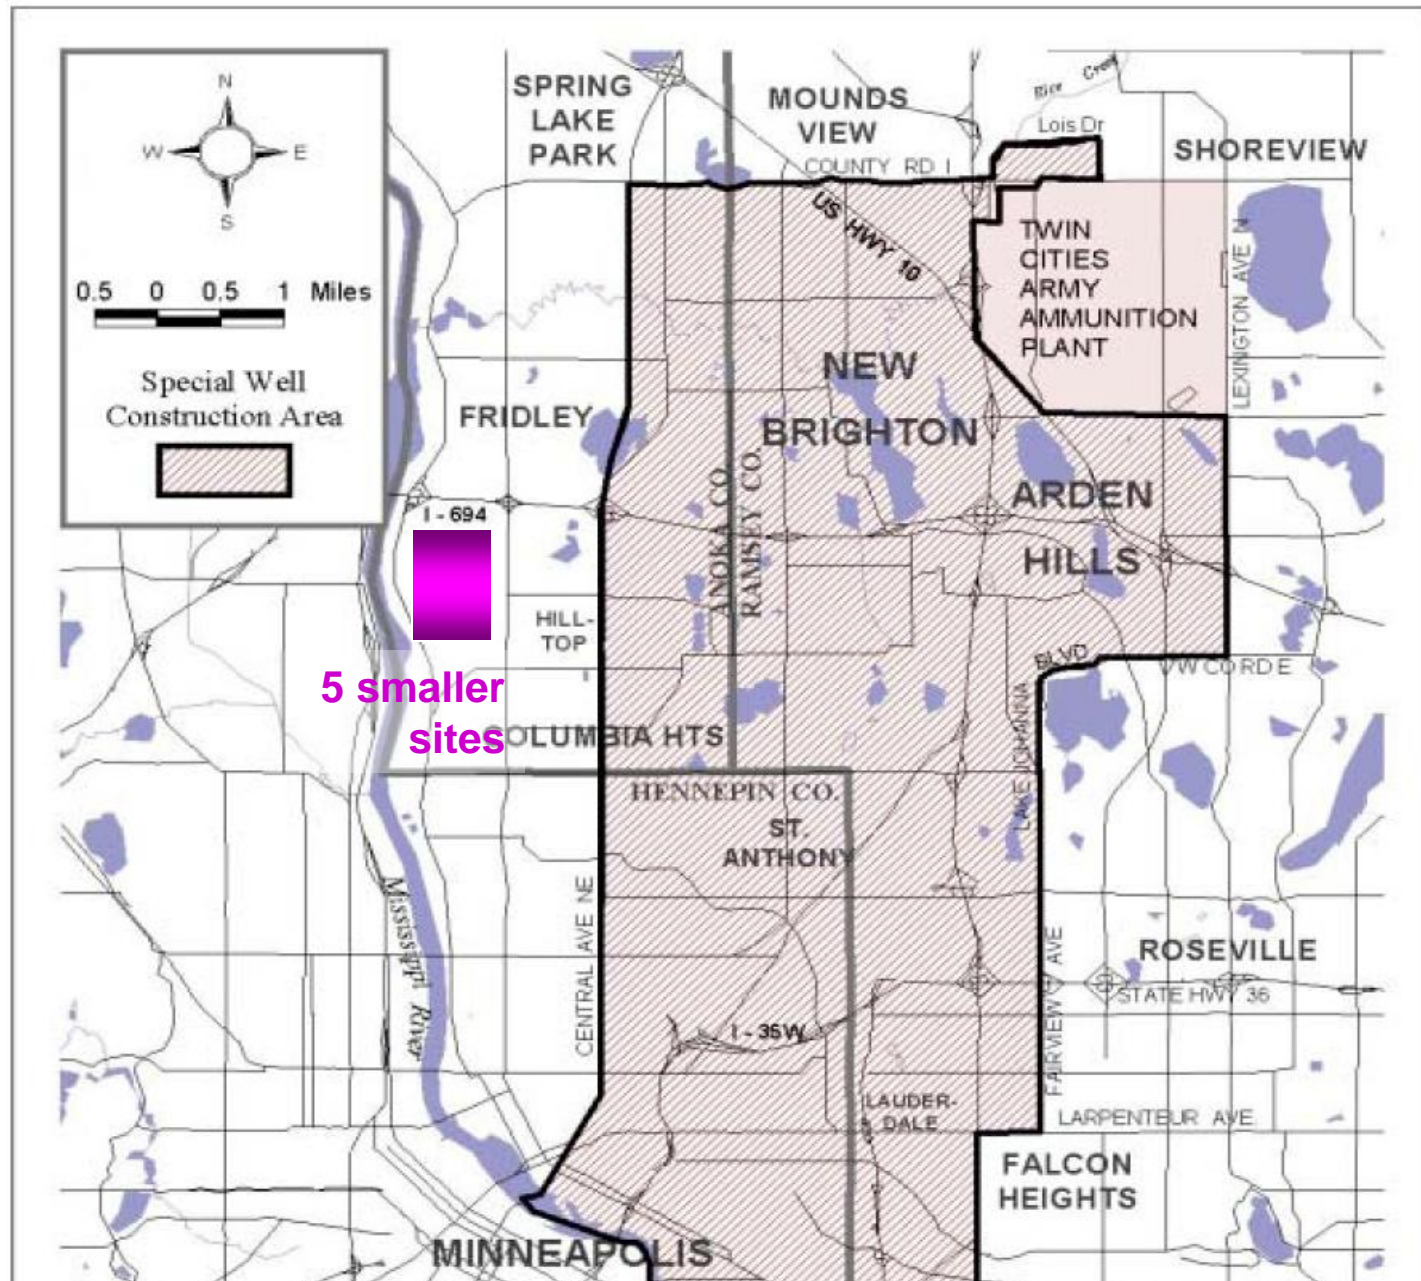 N
W
E
S
0.5 0 0.5 1 Miles
Special Well
Construction Area
SPRING
LAKE
PARK
MOUNDS
VIEW
COUNTY RD I
Rice Creek
Lois Dr
SHOREVIEW
US HWY 10
TWIN
CITIES
ARMY
AMMUNITION
PLANT
LEXINGTON AVE N
FRIDLEY
NEW
BRIGHTON
ANOKA CO.
RAMSEY CO.
I - 694
ARDEN
HILLS
HILL-
TOP
BLVD
5 smaller
sites
COLUMBIA HTS
LAKE JOHANNA
HENNEPIN CO.
ST.
ANTHONY
Mississippi River
CENTRAL AVE NE
I - 35W
ROSEVILLE
STATE HWY 36
FAIRVIEW AVE
LAUDER-
DALE
LARPENTEUR AVE
FALCON
HEIGHTS
MINNEAPOLIS